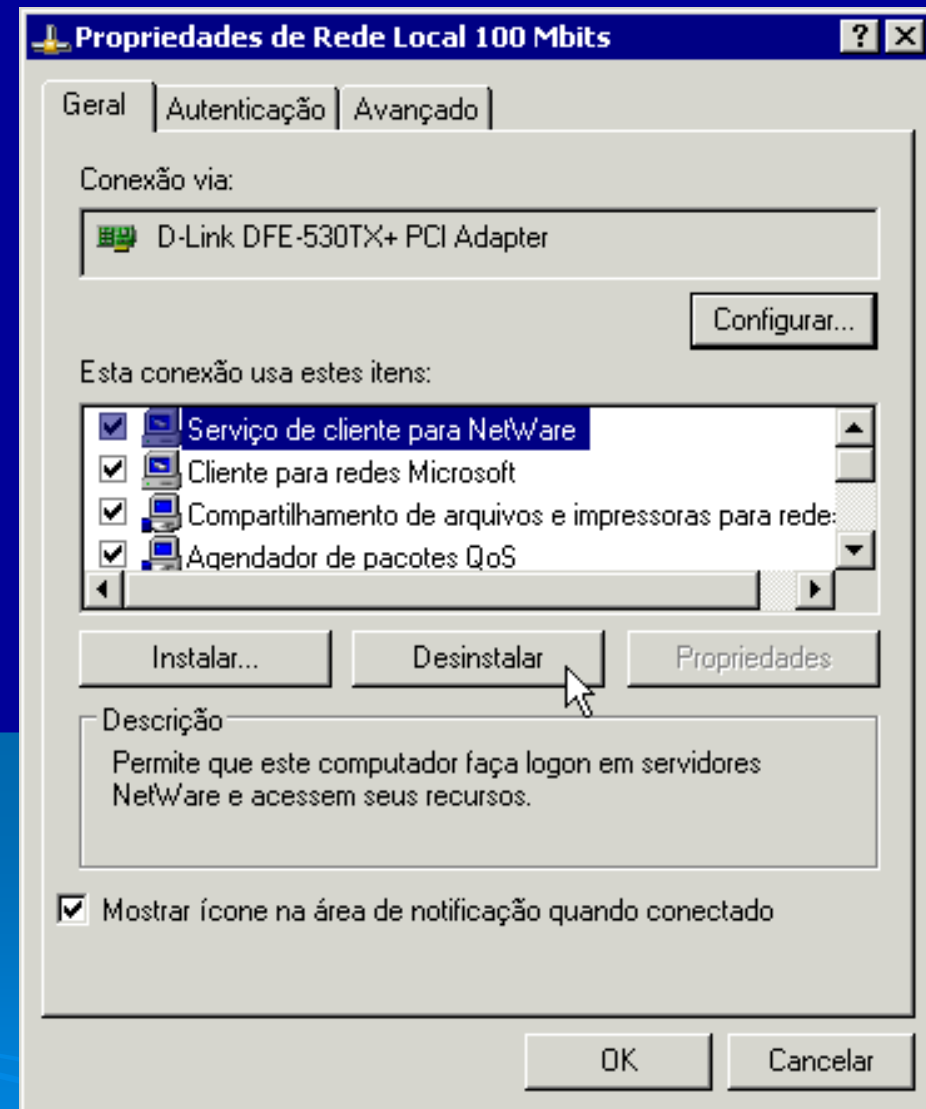 Propriedades de Rede Local 100 Mbits
Geral Autenticação Avançado
Conexão via:
D-Link DFE-530TX+ PCI Adapter
Configurar...
Esta conexão usa estes itens:
Serviço de cliente para NetWare
Cliente para redes Microsoft
Compartilhamento de arquivos e impressoras para rede
Agendador de pacotes QoS
Instalar... Desinstalar Propriedades
Descrição
Permite que este computador faça logon em servidores
NetWare e acessem seus recursos.
Mostrar ícone na área de notificação quando conectado
OK Cancelar